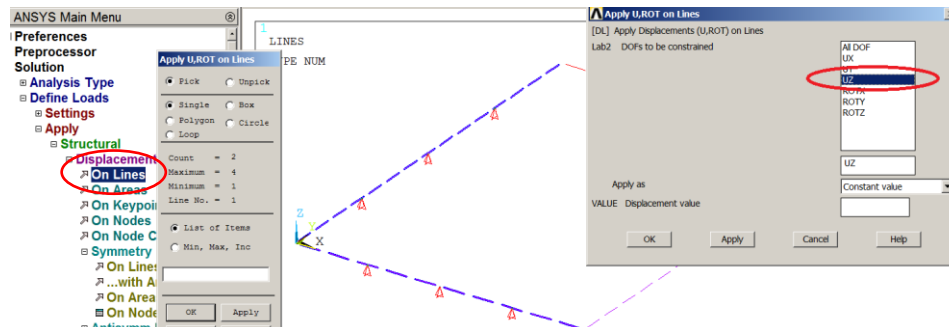 ANSYS Main Menu
Preferences
Preprocessor
Solution
Analysis Type
Define Loads
Settings
Apply
Structural
Displacement
On Lines
On Areas
On Keypoi
On Nodes
On Node C
Symmetry
On Line
...with A
On Area
On Node
Antisymm
Apply U,ROT on Lines
Pick Unpick
Single Box
Polygon Circle
Loop
Count = 2
Maximum = 4
Minimum = 1
Line No. = 1
List of Items
Min, Max, Inc
OK Apply
1
LINES
PE NUM
Z
Y
X
Apply U,ROT on Lines
[DL] Apply Displacements (U,ROT) on Lines
Lab2 DOFs to be constrained
All DOF
UX
UY
UZ
ROTX
ROTY
ROTZ
UZ
Apply as
Constant value
VALUE Displacement value
OK Apply Cancel Help